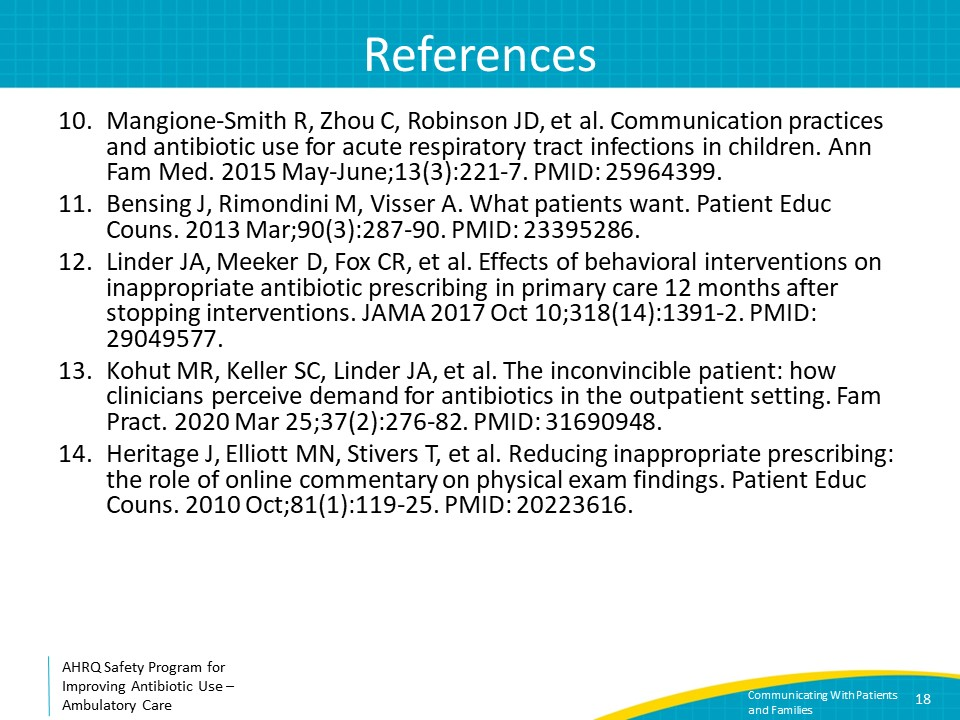 References
10. Mangione-Smith R, Zhou C, Robinson JD, et al. Communication practices
and antibiotic use for acute respiratory tract infections in children. Ann
Fam Med. 2015 May-June;13(3):221-7. PMID: 25964399.
11. Bensing J, Rimondini M, Visser A. What patients want. Patient Educ
Couns. 2013 Mar;90(3):287-90. PMID: 23395286.
12. Linder JA, Meeker D, Fox CR, et al. Effects of behavioral interventions on
inappropriate antibiotic prescribing in primary care 12 months after
stopping interventions. JAMA 2017 Oct 10;318(14):1391-2. PMID:
29049577.
13. Kohut MR, Keller SC, Linder JA, et al. The inconvincible patient: how
clinicians perceive demand for antibiotics in the outpatient setting. Fam
Pract. 2020 Mar 25;37(2):276-82. PMID: 31690948.
14. Heritage J, Elliott MN, Stivers T, et al. Reducing inappropriate prescribing:
the role of online commentary on physical exam findings. Patient Educ
Couns. 2010 Oct;81(1):119-25. PMID: 20223616.
AHRQ Safety Program for
Improving Antibiotic Use –
Ambulatory Care
Communicating With Patients
and Families
18